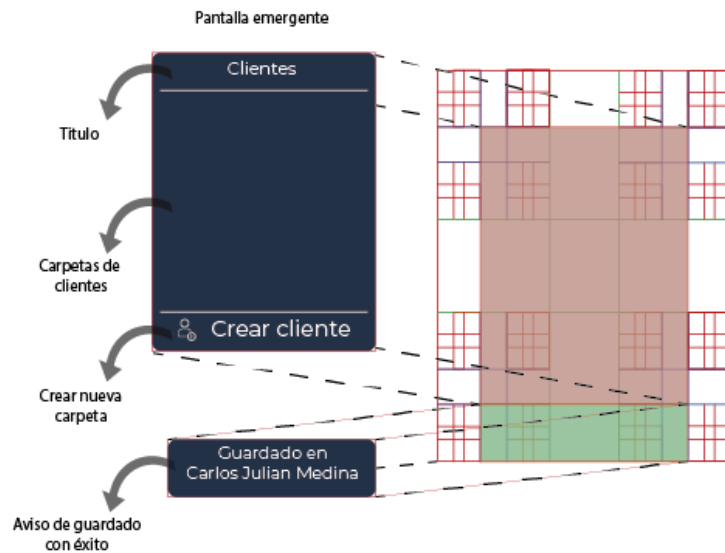 Pantalla emergente
Clientes
Título
Carpetas de
clientes
Crear cliente
Crear nueva
carpeta
Guardado en
Carlos Julian Medina
Aviso de guardado
con éxito